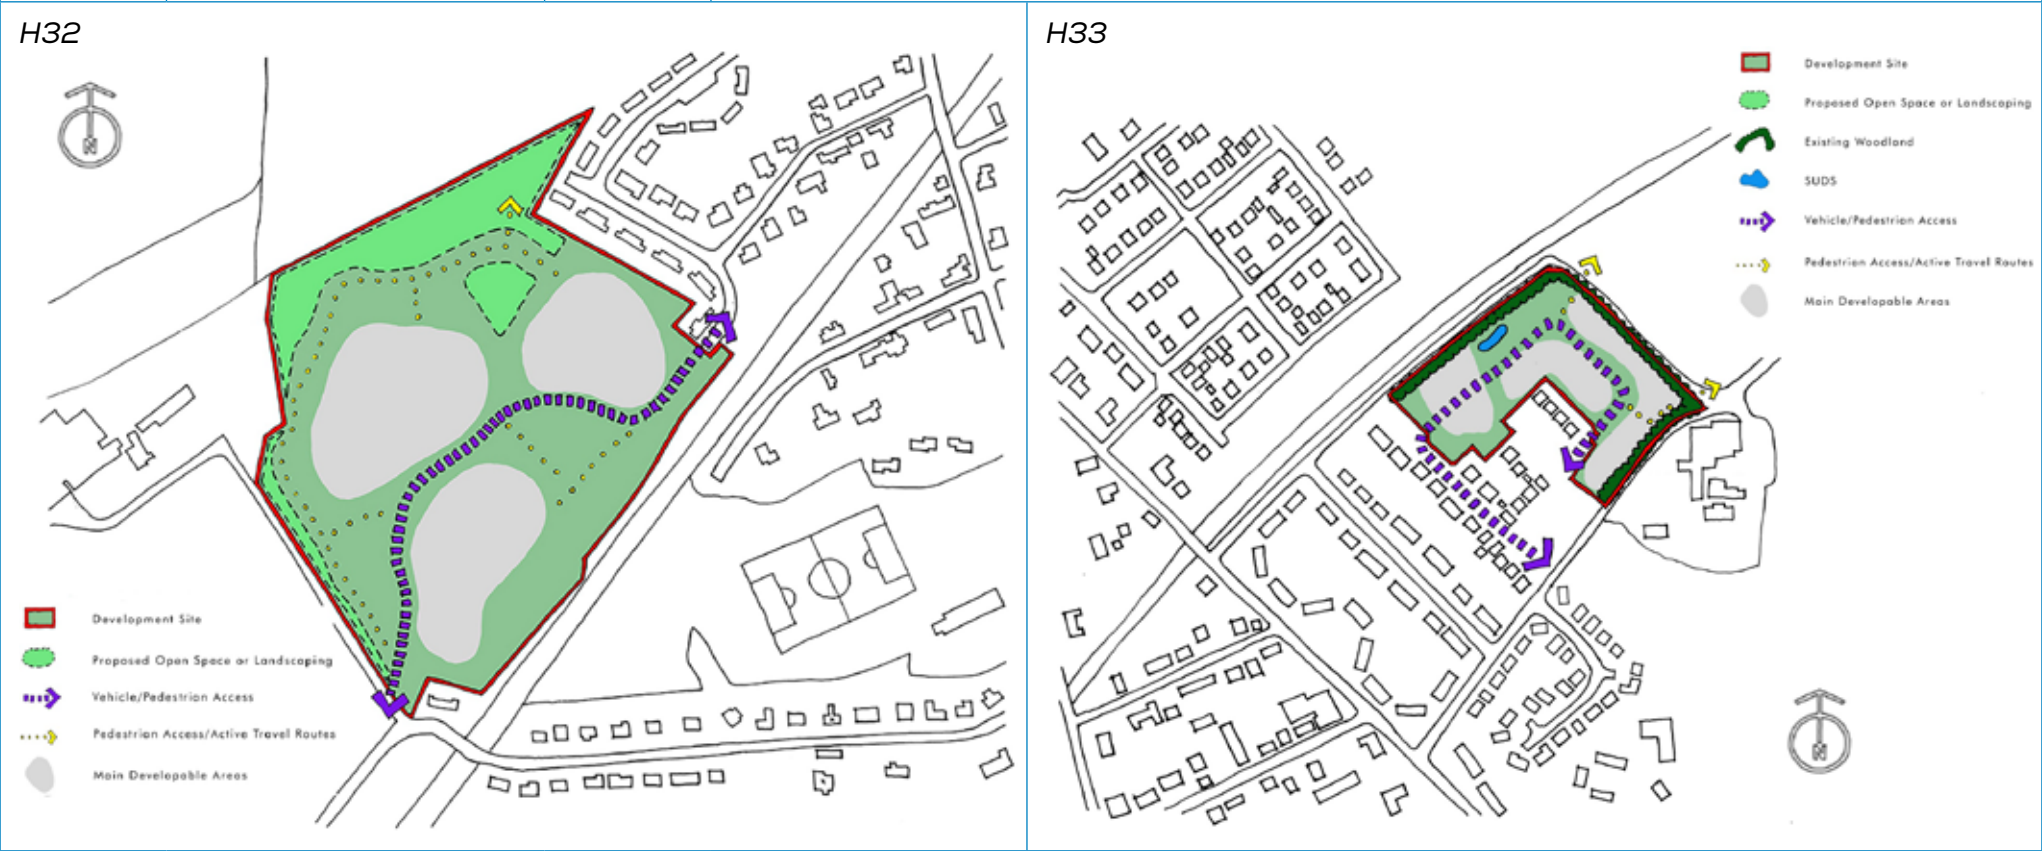 H32
N
Development Site
Proposed Open Space or Landscaping
Vehicle/Pedestrian Access
Pedestrian Access/Active Travel Routes
Main Developable Areas
H33
Development Site
Proposed Open Space or Landscaping
Existing Woodland
SUDS
Vehicle/Pedestrian Access
Pedestrian Access/Active Travel Routes
Main Developable Areas
N